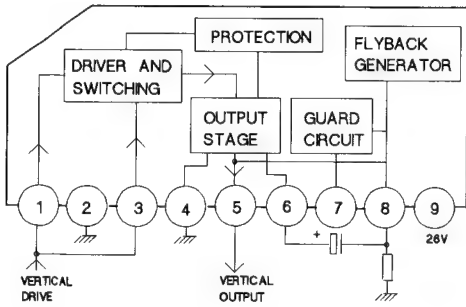 PROTECTION
FLYBACK
GENERATOR
DRIVER AND
SWITCHING
OUTPUT
STAGE
GUARD
CIRCUIT
1 2 3 4 5 6 7 8 9
+
26V
VERTICAL
DRIVE
VERTICAL
OUTPUT